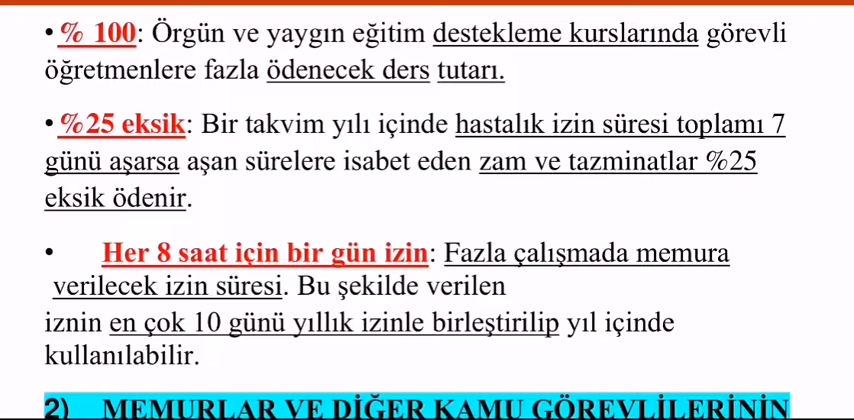 • % 100: Örgün ve yaygın eğitim destekleme kurslarında görevli
öğretmenlere fazla ödenecek ders tutarı.
• %25 eksik: Bir takvim yılı içinde hastalık izin süresi toplamı 7
günü aşarsa aşan sürelere isabet eden zam ve tazminatlar %25
eksik ödenir.
• Her 8 saat için bir gün izin: Fazla çalışmada memura
verilecek izin süresi. Bu şekilde verilen
iznin en çok 10 günü yıllık izinle birleştirilip yıl içinde
kullanılabilir.
2) MEMURLAR VE DİĞER KAMU GÖREVLİLERİNİN